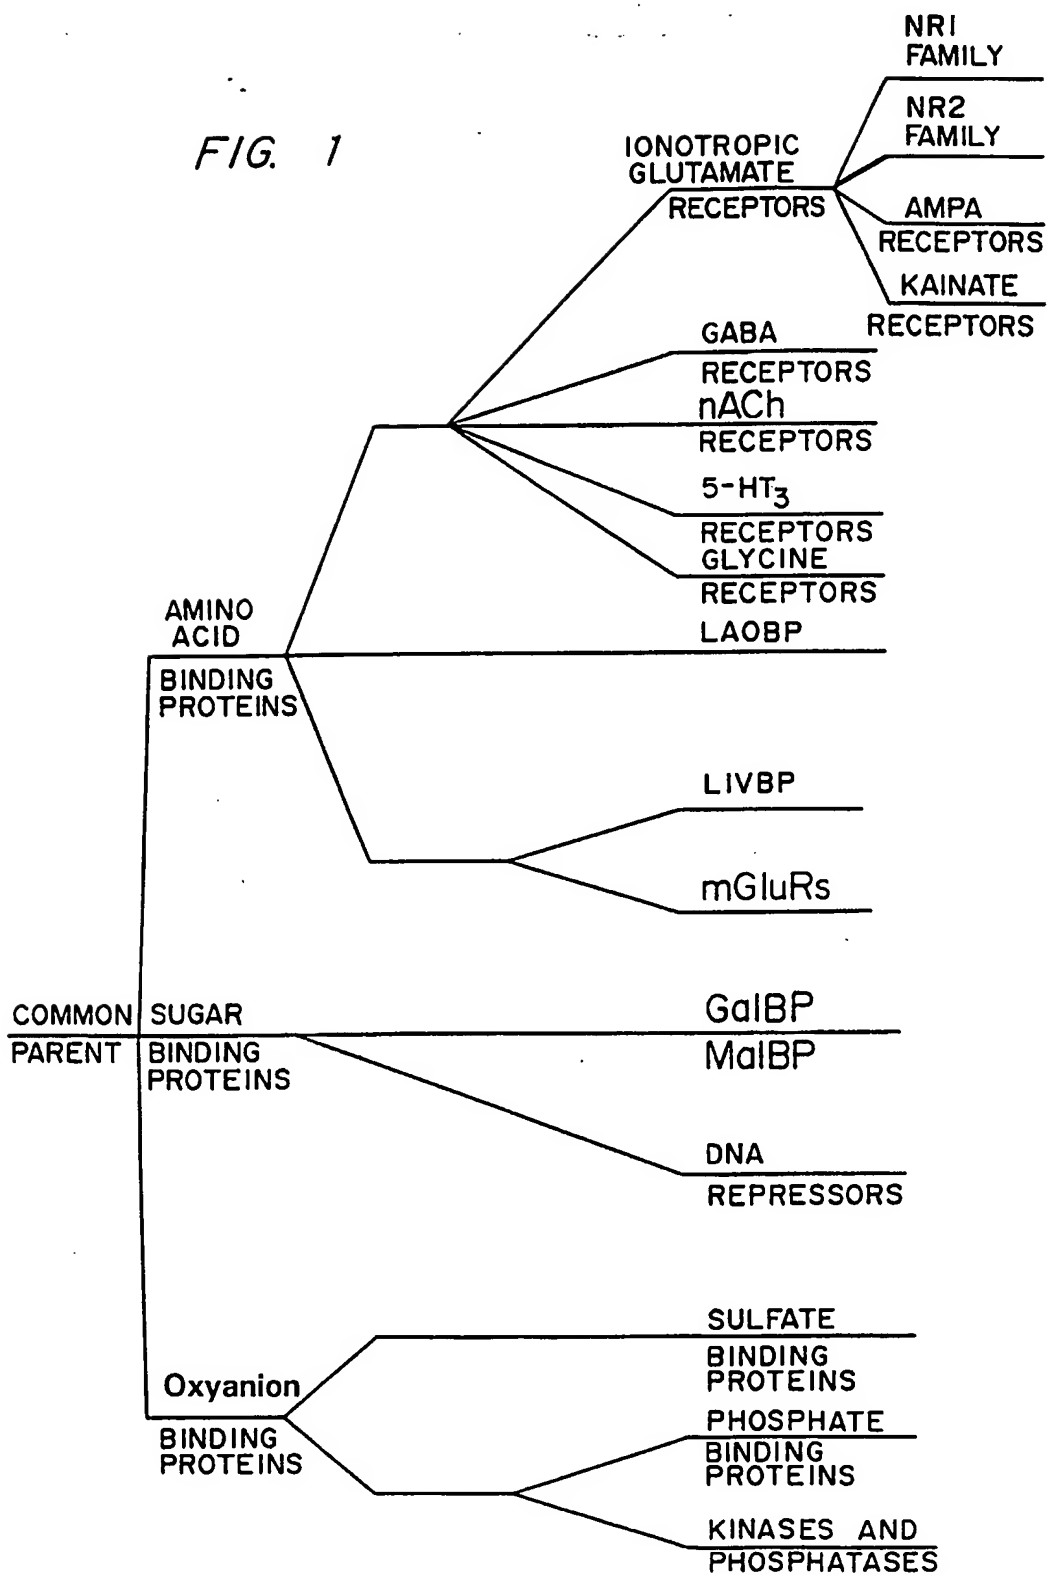 NR1
FAMILY
NR2
FAMILY
FIG. 1
IONOTROPIC
GLUTAMATE
RECEPTORS
AMPA
RECEPTORS
KAINATE
RECEPTORS
GABA
RECEPTORS
nACh
RECEPTORS
5-HT3
RECEPTORS
GLYCINE
RECEPTORS
AMINO
ACID
BINDING
PROTEINS
LAOBP
LIVBP
mGluRs
COMMON
PARENT
SUGAR
BINDING
PROTEINS
GalBP
MalBP
DNA
REPRESSORS
Oxyanion
BINDING
PROTEINS
SULFATE
BINDING
PROTEINS
PHOSPHATE
BINDING
PROTEINS
KINASES AND
PHOSPHATASES